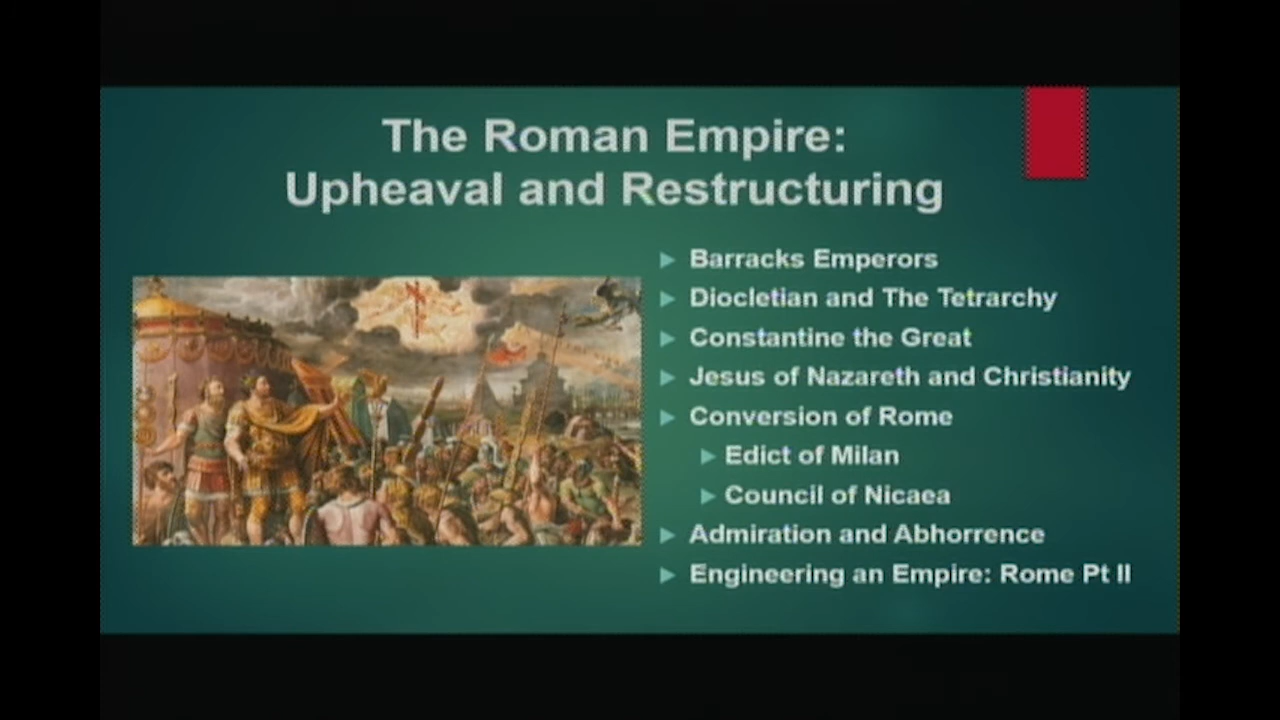 The Roman Empire:
Upheaval and Restructuring
Barracks Emperors
Diocletian and The Tetrarchy
Constantine the Great
Jesus of Nazareth and Christianity
Conversion of Rome
Edict of Milan
Council of Nicaea
Admiration and Abhorrence
Engineering an Empire: Rome Pt II